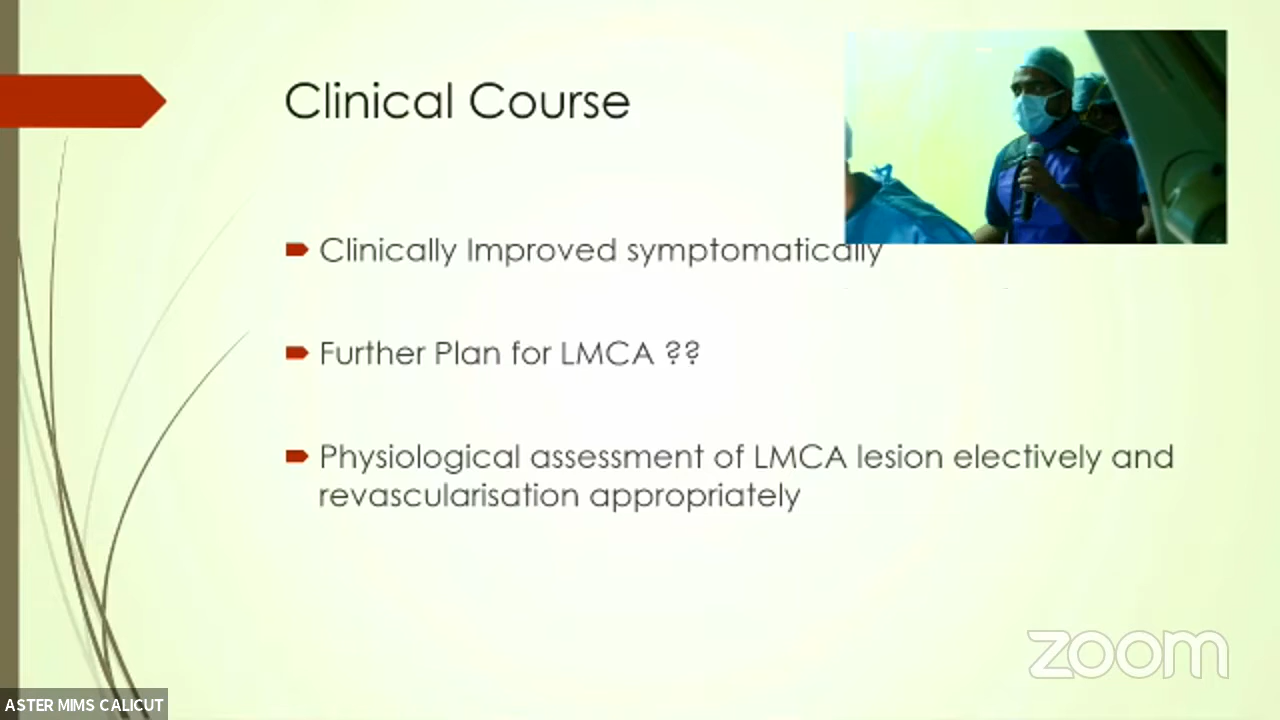 Clinical Course
Clinically Improved symptomatically
Further Plan for LMCA ??
Physiological assessment of LMCA lesion electively and
revascularisation appropriately
zoom
ASTER MIMS CALICUT